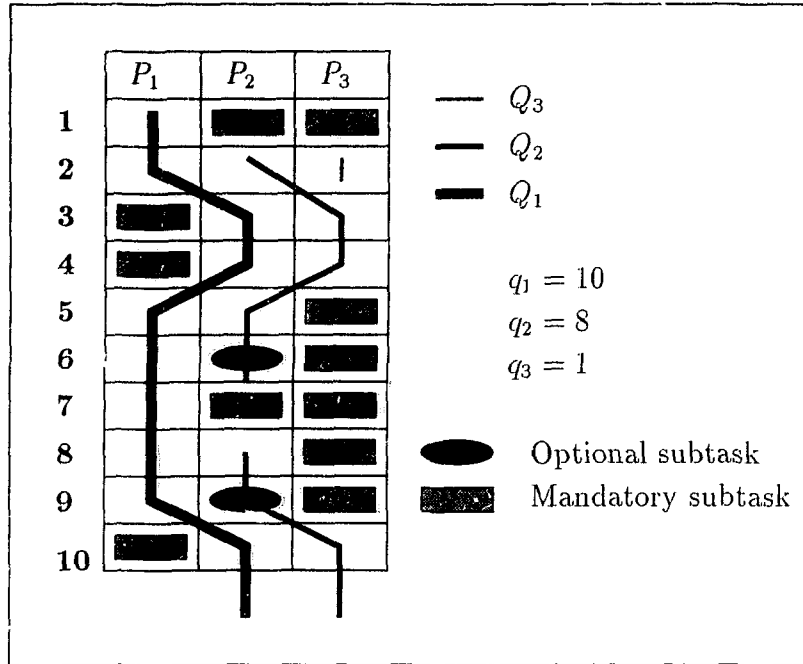 P₁ P₂ P₃
1
2
3
4
5
6
7
8
9
10
Q₃
Q₂
Q₁
q₁ = 10
q₂ = 8
q₃ = 1
Optional subtask
Mandatory subtask